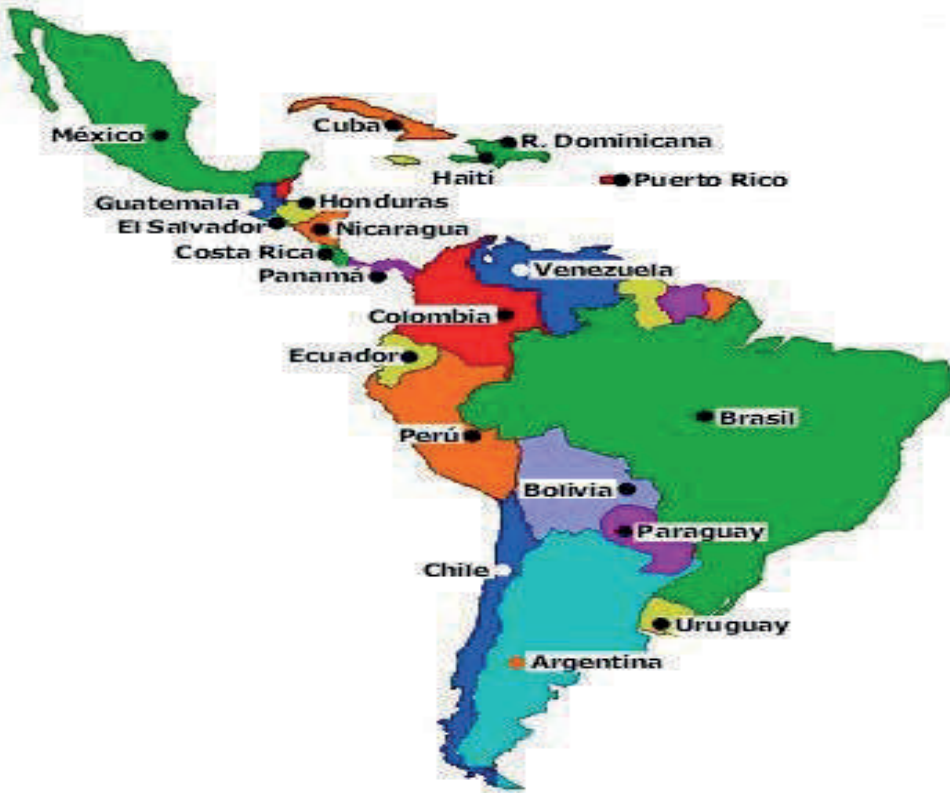 México
Cuba
R. Dominicana
Haití
Puerto Rico
Guatemala
Honduras
El Salvador
Nicaragua
Costa Rica
Panamá
Venezuela
Colombia
Ecuador
Brasil
Perú
Bolivia
Paraguay
Chile
Uruguay
Argentina